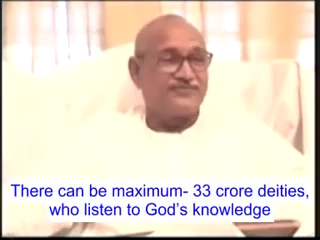 There can be maximum- 33 crore deities,
who listen to God's knowledge